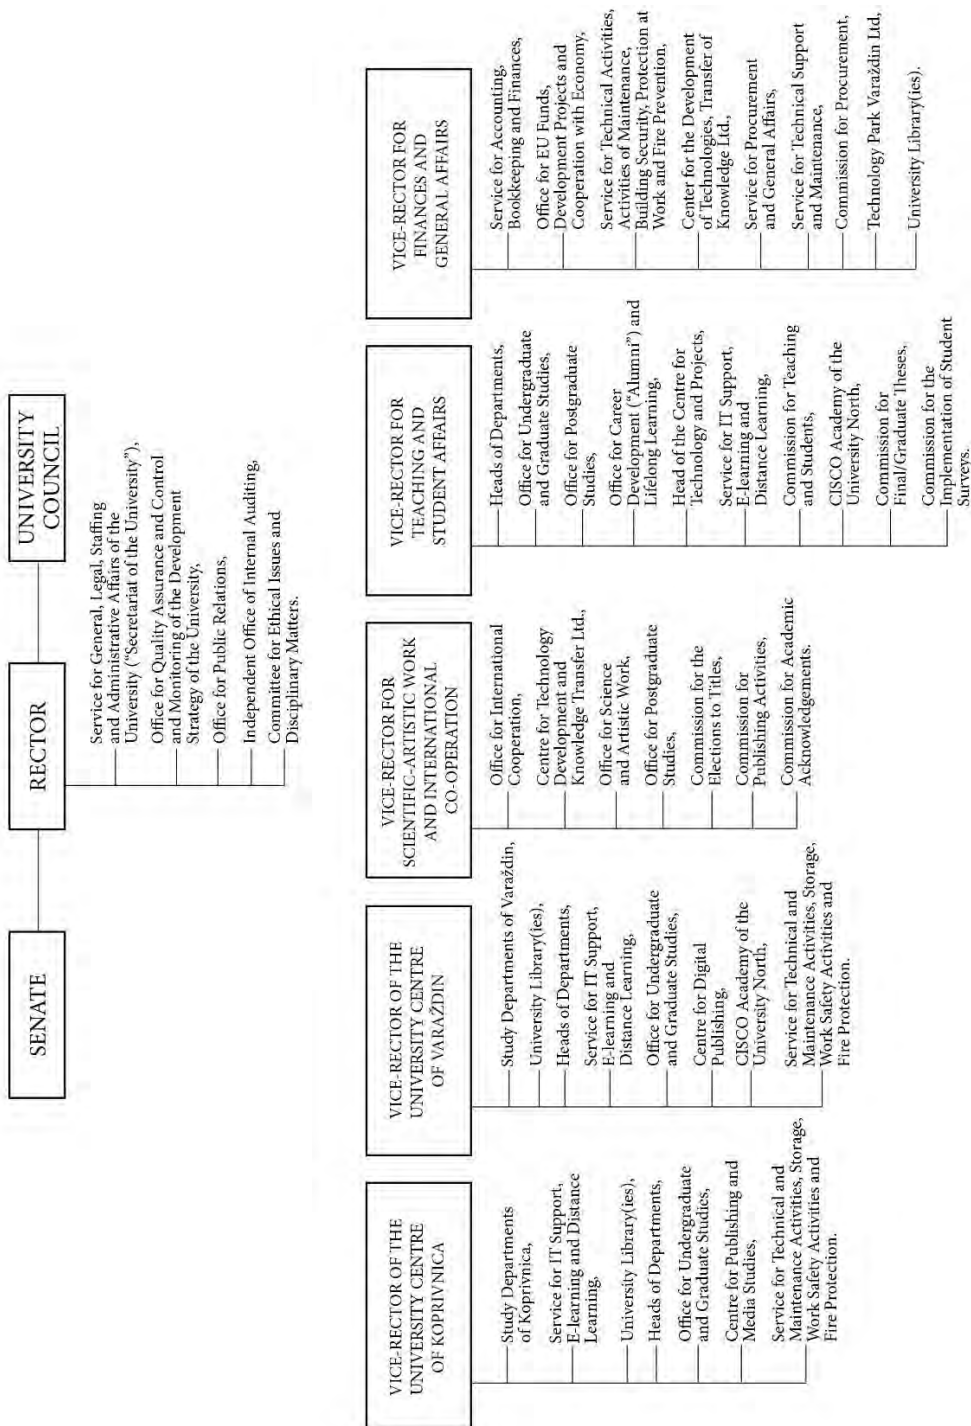 SENATE
RECTOR
UNIVERSITY
COUNCIL
Service for General, Legal, Staffing
and Administrative Affairs of the
University (“Secretariat of the University”),
Office for Quality Assurance and Control
and Monitoring of the Development
Strategy of the University,
Office for Public Relations,
Independent Office of Internal Auditing,
Committee for Ethical Issues and
Disciplinary Matters.
VICE-RECTOR OF THE
UNIVERSITY CENTRE
OF KOPRIVNICA
Study Departments
of Koprivnica,
Service for IT Support,
E-learning and Distance
Learning,
University Library(ies),
Heads of Departments,
Office for Undergraduate
and Graduate Studies,
Centre for Publishing and
Media Studies,
Service for Technical and
Maintenance Activities, Storage,
Work Safety Activities and
Fire Protection.
VICE-RECTOR OF THE
UNIVERSITY CENTRE
OF VARAŽDIN
Study Departments of Varaždin,
University Library(ies),
Heads of Departments,
Service for IT Support,
E-learning and
Distance Learning,
Office for Undergraduate
and Graduate Studies,
Centre for Digital
Publishing,
CISCO Academy of the
University North,
Service for Technical and
Maintenance Activities, Storage,
Work Safety Activities and
Fire Protection.
VICE-RECTOR FOR
SCIENTIFIC-ARTISTIC WORK
AND INTERNATIONAL
CO-OPERATION
Office for International
Cooperation,
Centre for Technology
Development and
Knowledge Transfer Ltd.,
Office for Science
and Artistic Work,
Office for Postgraduate
Studies,
Commission for the
Elections to Titles,
Commission for
Publishing Activities,
Commission for Academic
Acknowledgements.
VICE-RECTOR FOR
TEACHING AND
STUDENT AFFAIRS
Heads of Departments,
Office for Undergraduate
and Graduate Studies,
Office for Postgraduate
Studies,
Office for Career
Development (“Alumni”) and
Lifelong Learning,
Head of the Centre for
Technology and Projects,
Service for IT Support,
E-learning and
Distance Learning,
Commission for Teaching
and Students,
CISCO Academy of the
University North,
Commission for
Final/Graduate Theses,
Commission for the
Implementation of Student
Surveys.
VICE-RECTOR FOR
FINANCES AND
GENERAL AFFAIRS
Service for Accounting,
Bookkeeping and Finances,
Office for EU Funds,
Development Projects and
Cooperation with Economy,
Service for Technical Activities,
Activities of Maintenance,
Building Security, Protection at
Work and Fire Prevention,
Center for the Development
of Technologies, Transfer of
Knowledge Ltd.,
Service for Procurement
and General Affairs,
Service for Technical Support
and Maintenance,
Commission for Procurement,
Technology Park Varaždin Ltd,
University Library(ies).